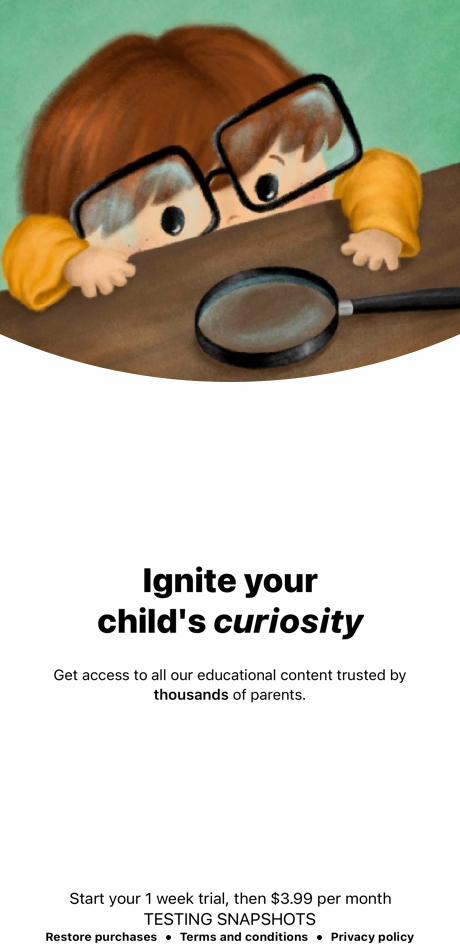 Ignite your
child's curiosity
Get access to all our educational content trusted by
thousands of parents.
Start your 1 week trial, then $3.99 per month
TESTING SNAPSHOTS
Restore purchases • Terms and conditions • Privacy policy